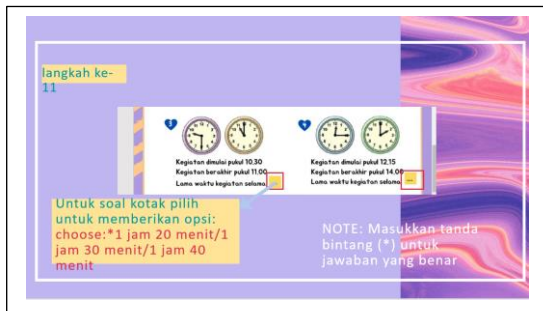 langkah ke-
11
3
Kegiatan dimulai pukul 10.30
Kegiatan berakhir pukul 11.00
Lama waktu kegiatan selama
4
Kegiatan dimulai pukul 12.15
Kegiatan berakhir pukul 14.00
Lama waktu kegiatan selama ...
Untuk soal kotak pilih
untuk memberikan opsi:
choose:*1 jam 20 menit/1
jam 30 menit/1 jam 40
menit
NOTE: Masukkan tanda
bintang (*) untuk
jawaban yang benar